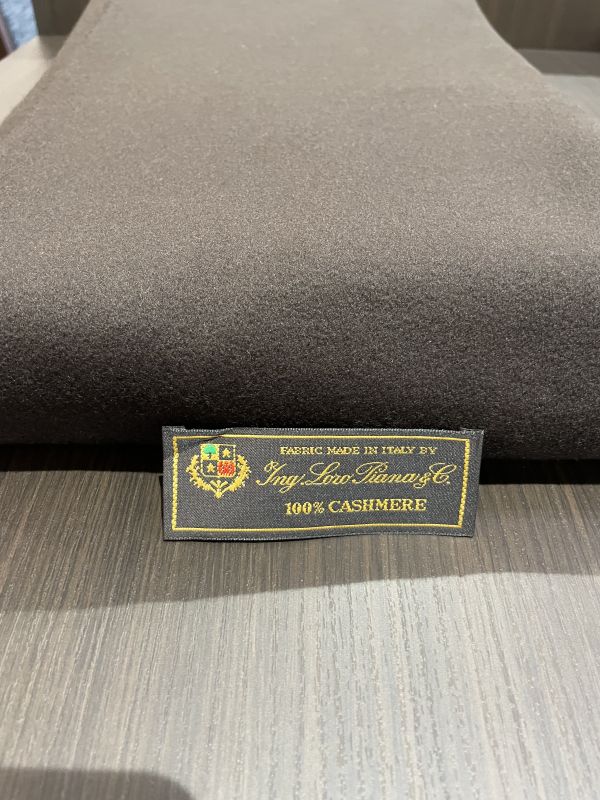 FABRIC MADE IN ITALY BY
Ing. Loro Piana & C.
100% CASHMERE